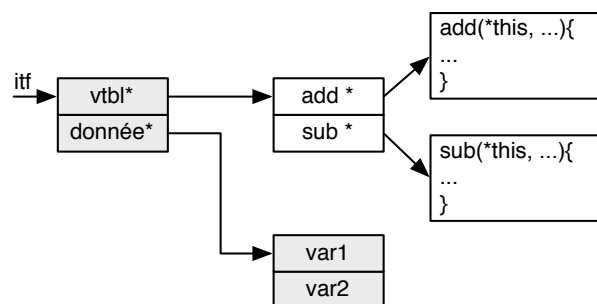 itf
vtbl*
donnée*
add *
sub *
add(*this, ...){
...
}
sub(*this, ...){
...
}
var1
var2